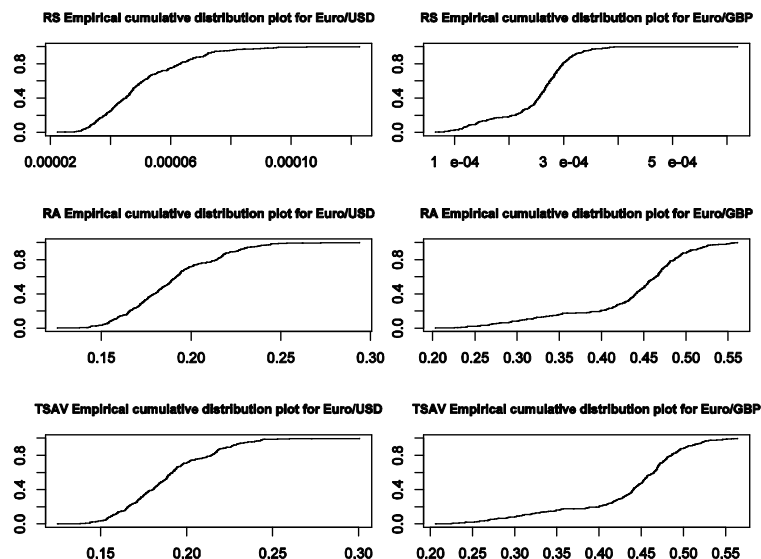 RS Empirical cumulative distribution plot for Euro/USD
0.0 0.4 0.8
0.00002 0.00006 0.00010
RS Empirical cumulative distribution plot for Euro/GBP
0.0 0.4 0.8
1 e-04 3 e-04 5 e-04
RA Empirical cumulative distribution plot for Euro/USD
0.0 0.4 0.8
0.15 0.20 0.25 0.30
RA Empirical cumulative distribution plot for Euro/GBP
0.0 0.4 0.8
0.20 0.25 0.30 0.35 0.40 0.45 0.50 0.55
TSAV Empirical cumulative distribution plot for Euro/USD
0.0 0.4 0.8
0.15 0.20 0.25 0.30
TSAV Empirical cumulative distribution plot for Euro/GBP
0.0 0.4 0.8
0.20 0.25 0.30 0.35 0.40 0.45 0.50 0.55